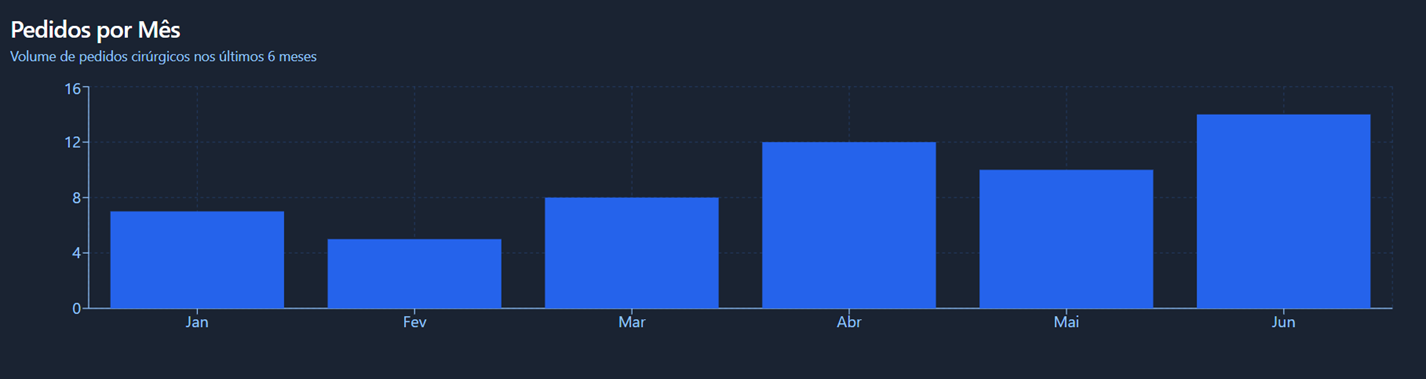 Pedidos por Mês
Volume de pedidos cirúrgicos nos últimos 6 meses
16
12
8
4
0
Jan Fev Mar Abr Mai Jun